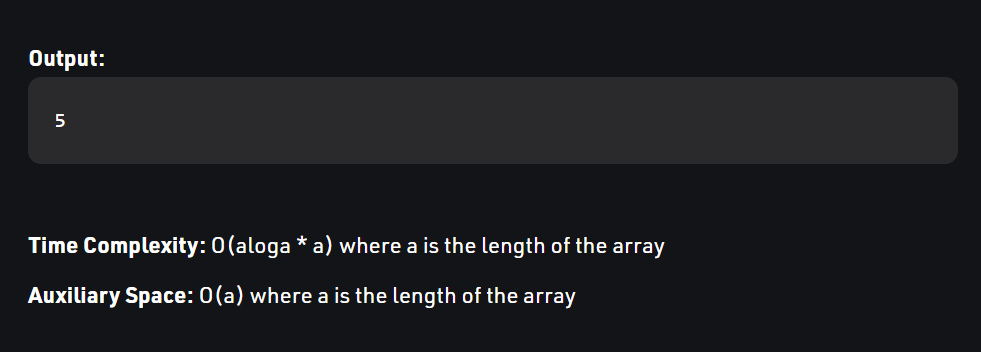 Output:
5
Time Complexity: O(aloga * a) where a is the length of the array
Auxiliary Space: O(a) where a is the length of the array